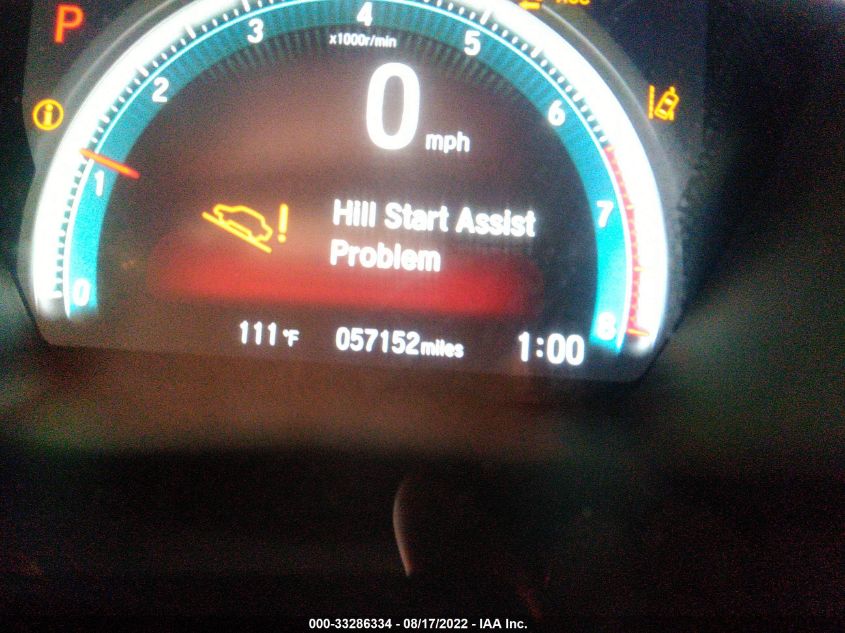 P
4
3
5
x1000r/min
2
0
6
mph
1
7
Hill Start Assist
Problem
0
8
111°F
057152 miles
1:00
000-33286334 - 08/17/2022 - IAA Inc.